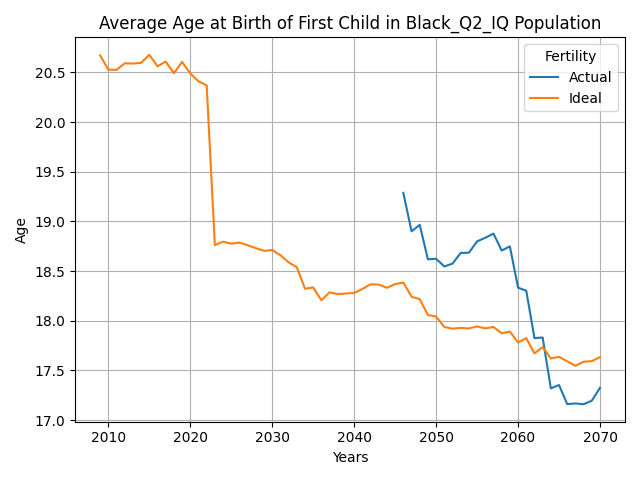 Average Age at Birth of First Child in Black_Q2_IQ Population
Fertility
Actual
Ideal
20.5
20.0
19.5
19.0
18.5
18.0
17.5
17.0
Age
2010 2020 2030 2040 2050 2060 2070
Years